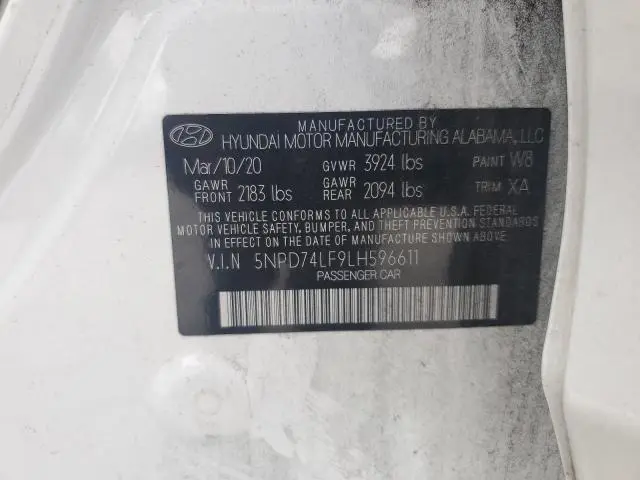 MANUFACTURED BY
HYUNDAI MOTOR MANUFACTURING ALABAMA, LLC
Mar/10/20 GVWR 3924 lbs PAINT W8
GAWR FRONT 2183 lbs GAWR REAR 2094 lbs TRIM XA
THIS VEHICLE CONFORMS TO ALL APPLICABLE U.S.A. FEDERAL
MOTOR VEHICLE SAFETY, BUMPER, AND THEFT PREVENTION STANDARDS
IN EFFECT ON THE DATE OF MANUFACTURE SHOWN ABOVE.
V.I.N 5NPD74LF9LH596611
PASSENGER CAR